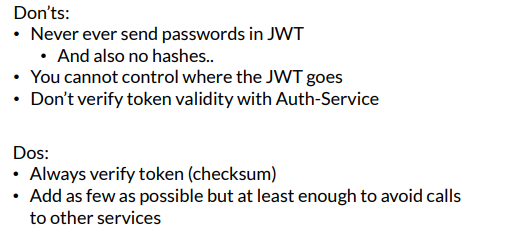 Don'ts:
• Never ever send passwords in JWT
• And also no hashes..
• You cannot control where the JWT goes
• Don't verify token validity with Auth-Service
Dos:
• Always verify token (checksum)
• Add as few as possible but at least enough to avoid calls
to other services